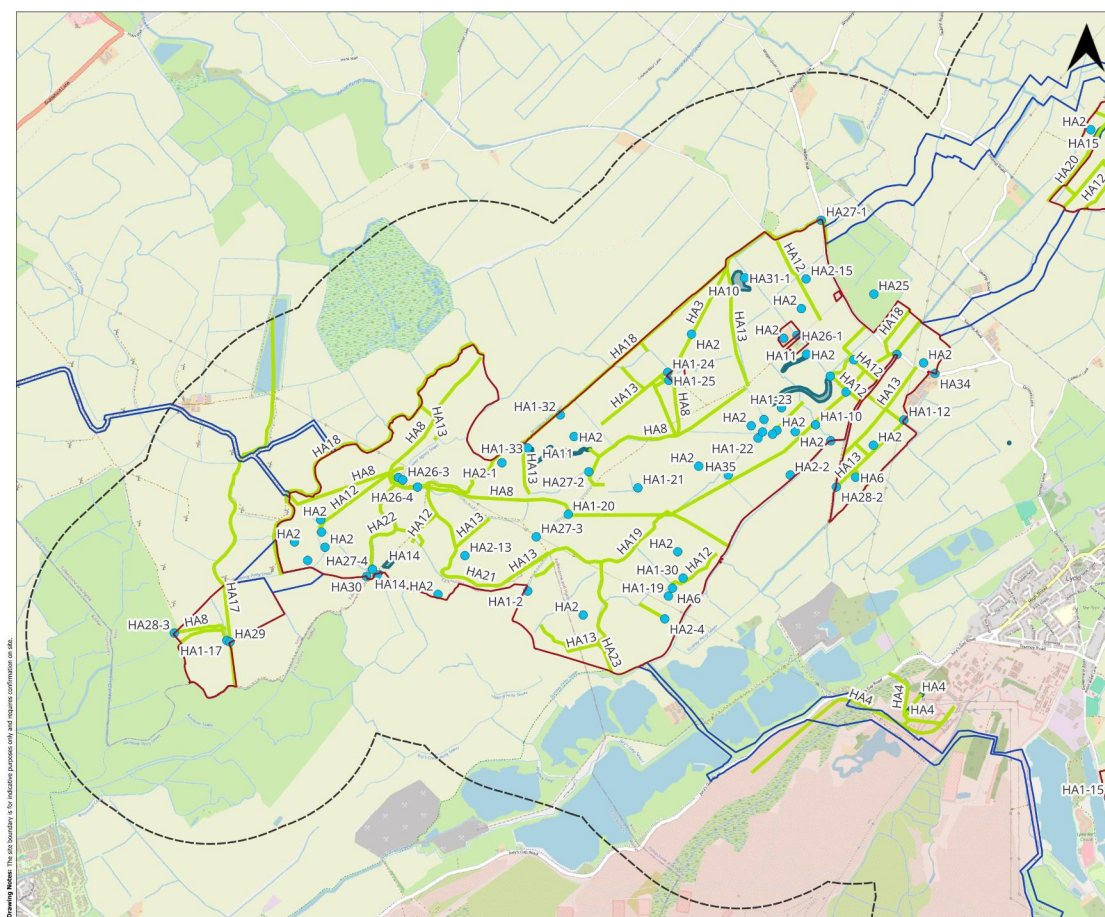 HA2
HA15
HA20
HA12
HA27-1
HA12
HA2-15
HA31-1
HA10
HA25
HA3
HA2
HA18
HA2
HA26-1
HA2
HA18
HA13
HA11
HA2
HA2
HA34
HA1-24
HA1-25
HA12
HA12
HA13
HA18
HA13
HA8
HA1-23
HA1-10
HA1-12
HA1-32
HA2
HA2
HA13
HA8
HA2
HA8
HA1-22
HA2
HA2
HA18
HA1-33
HA11
HA13
HA27-2
HA35
HA2-2
HA13
HA6
HA28-2
HA8
HA26-3
HA2-1
HA1-21
HA12
HA26-4
HA8
HA1-20
HA2
HA22
HA12
HA13
HA27-3
HA19
HA2
HA2
HA2-13
HA13
HA12
HA27-4
HA14
HA21
HA1-30
HA30
HA14
HA2
HA1-2
HA1-19
HA6
HA17
HA2
HA2-4
HA28-3
HA8
HA29
HA1-17
HA13
HA23
Lydd
HA4
HA4
HA4
HA4
HA1-15
Drawing Notes: The site boundary is for indicative purposes only and requires confirmation on site.